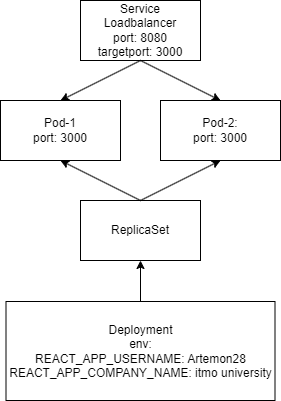 Service
Loadbalancer
port: 8080
targetport: 3000
Pod-1
port: 3000
Pod-2:
port: 3000
ReplicaSet
Deployment
env:
REACT_APP_USERNAME: Artemon28
REACT_APP_COMPANY_NAME: itmo university